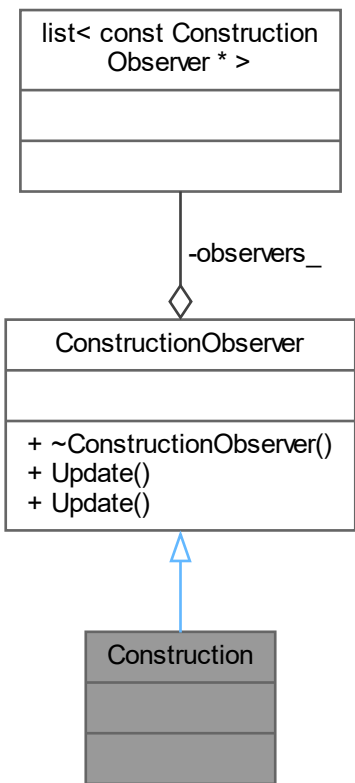 list< const Construction
Observer * >
-observers_
ConstructionObserver
+ ~ConstructionObserver()
+ Update()
+ Update()
Construction